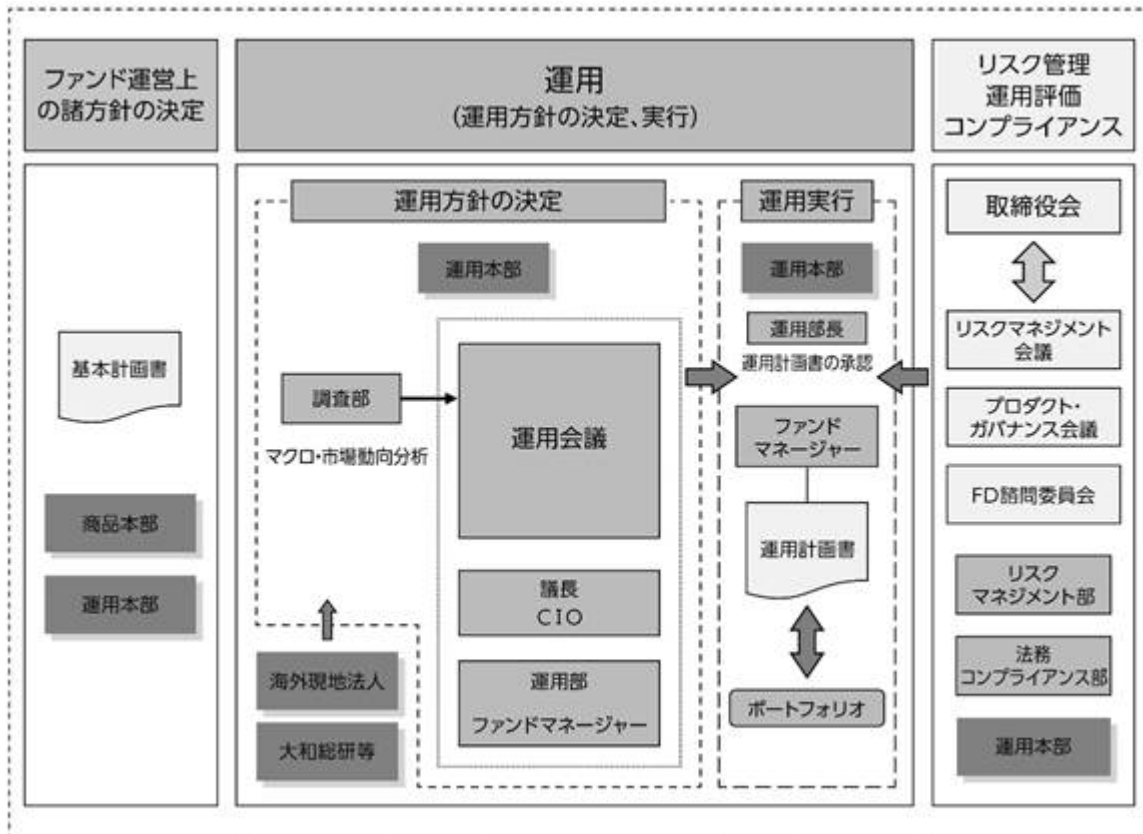 ファンド運営上
の諸方針の決定
運用
(運用方針の決定、実行)
リスク管理
運用評価
コンプライアンス
基本計画書
商品本部
運用本部
運用方針の決定
運用本部
調査部
マクロ・市場動向分析
運用会議
議長
CIO
運用部
ファンドマネージャー
海外現地法人
大和総研等
運用実行
運用本部
運用部長
運用計画書の承認
ファンド
マネージャー
運用計画書
ポートフォリオ
取締役会
リスクマネジメント
会議
プロダクト・
ガバナンス会議
FD諮問委員会
リスク
マネジメント部
法務
コンプライアンス部
運用本部